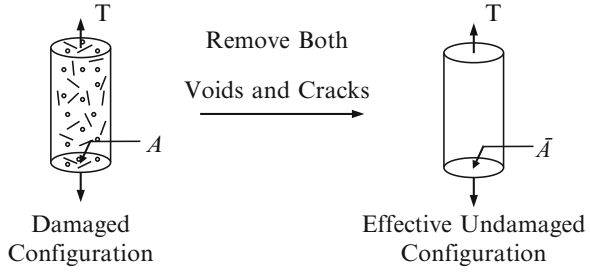 T
Remove Both
Voids and Cracks
A
Damaged
Configuration
T
Ā
Effective Undamaged
Configuration